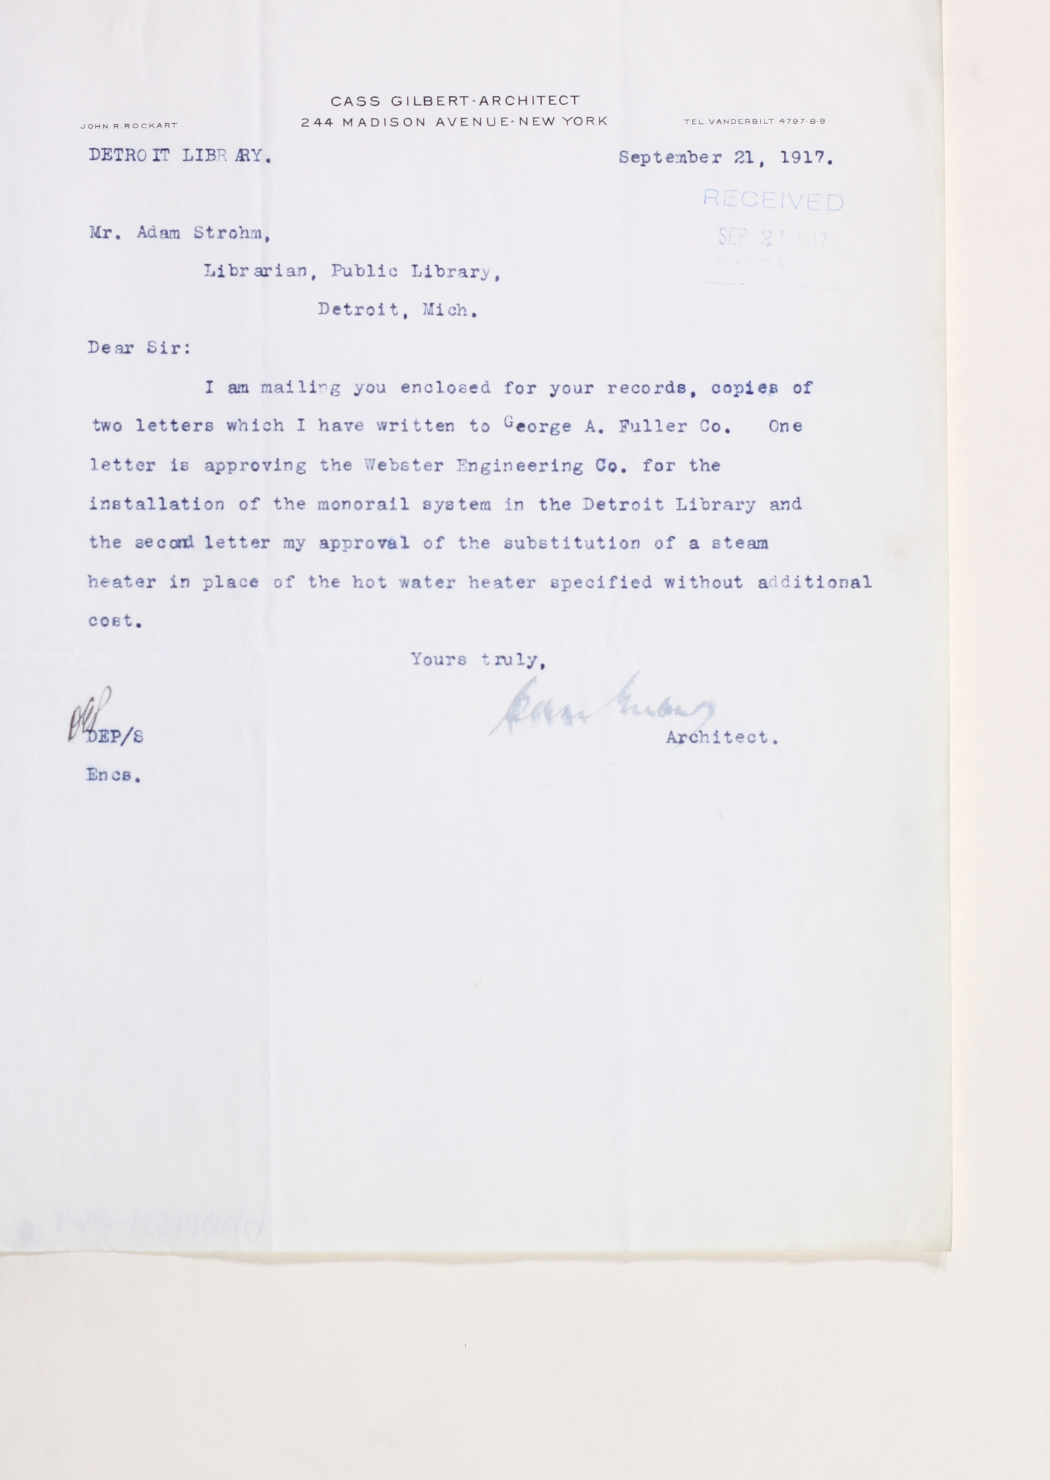 CASS GILBERT-ARCHITECT
244 MADISON AVENUE-NEW YORK
JOHN R. ROCKART
TEL. VANDERBILT 4797-8-9
DETROIT LIBRARY.
September 21, 1917.
RECEIVED
SEP 21 1917
Mr. Adam Strohm,
Librarian, Public Library,
Detroit, Mich.
Dear Sir:
I am mailing you enclosed for your records, copies of
two letters which I have written to George A. Fuller Co. One
letter is approving the Webster Engineering Co. for the
installation of the monorail system in the Detroit Library and
the second letter my approval of the substitution of a steam
heater in place of the hot water heater specified without additional
cost.
Yours truly,
Cass Gilbert
Architect.
DEP/S
Encs.